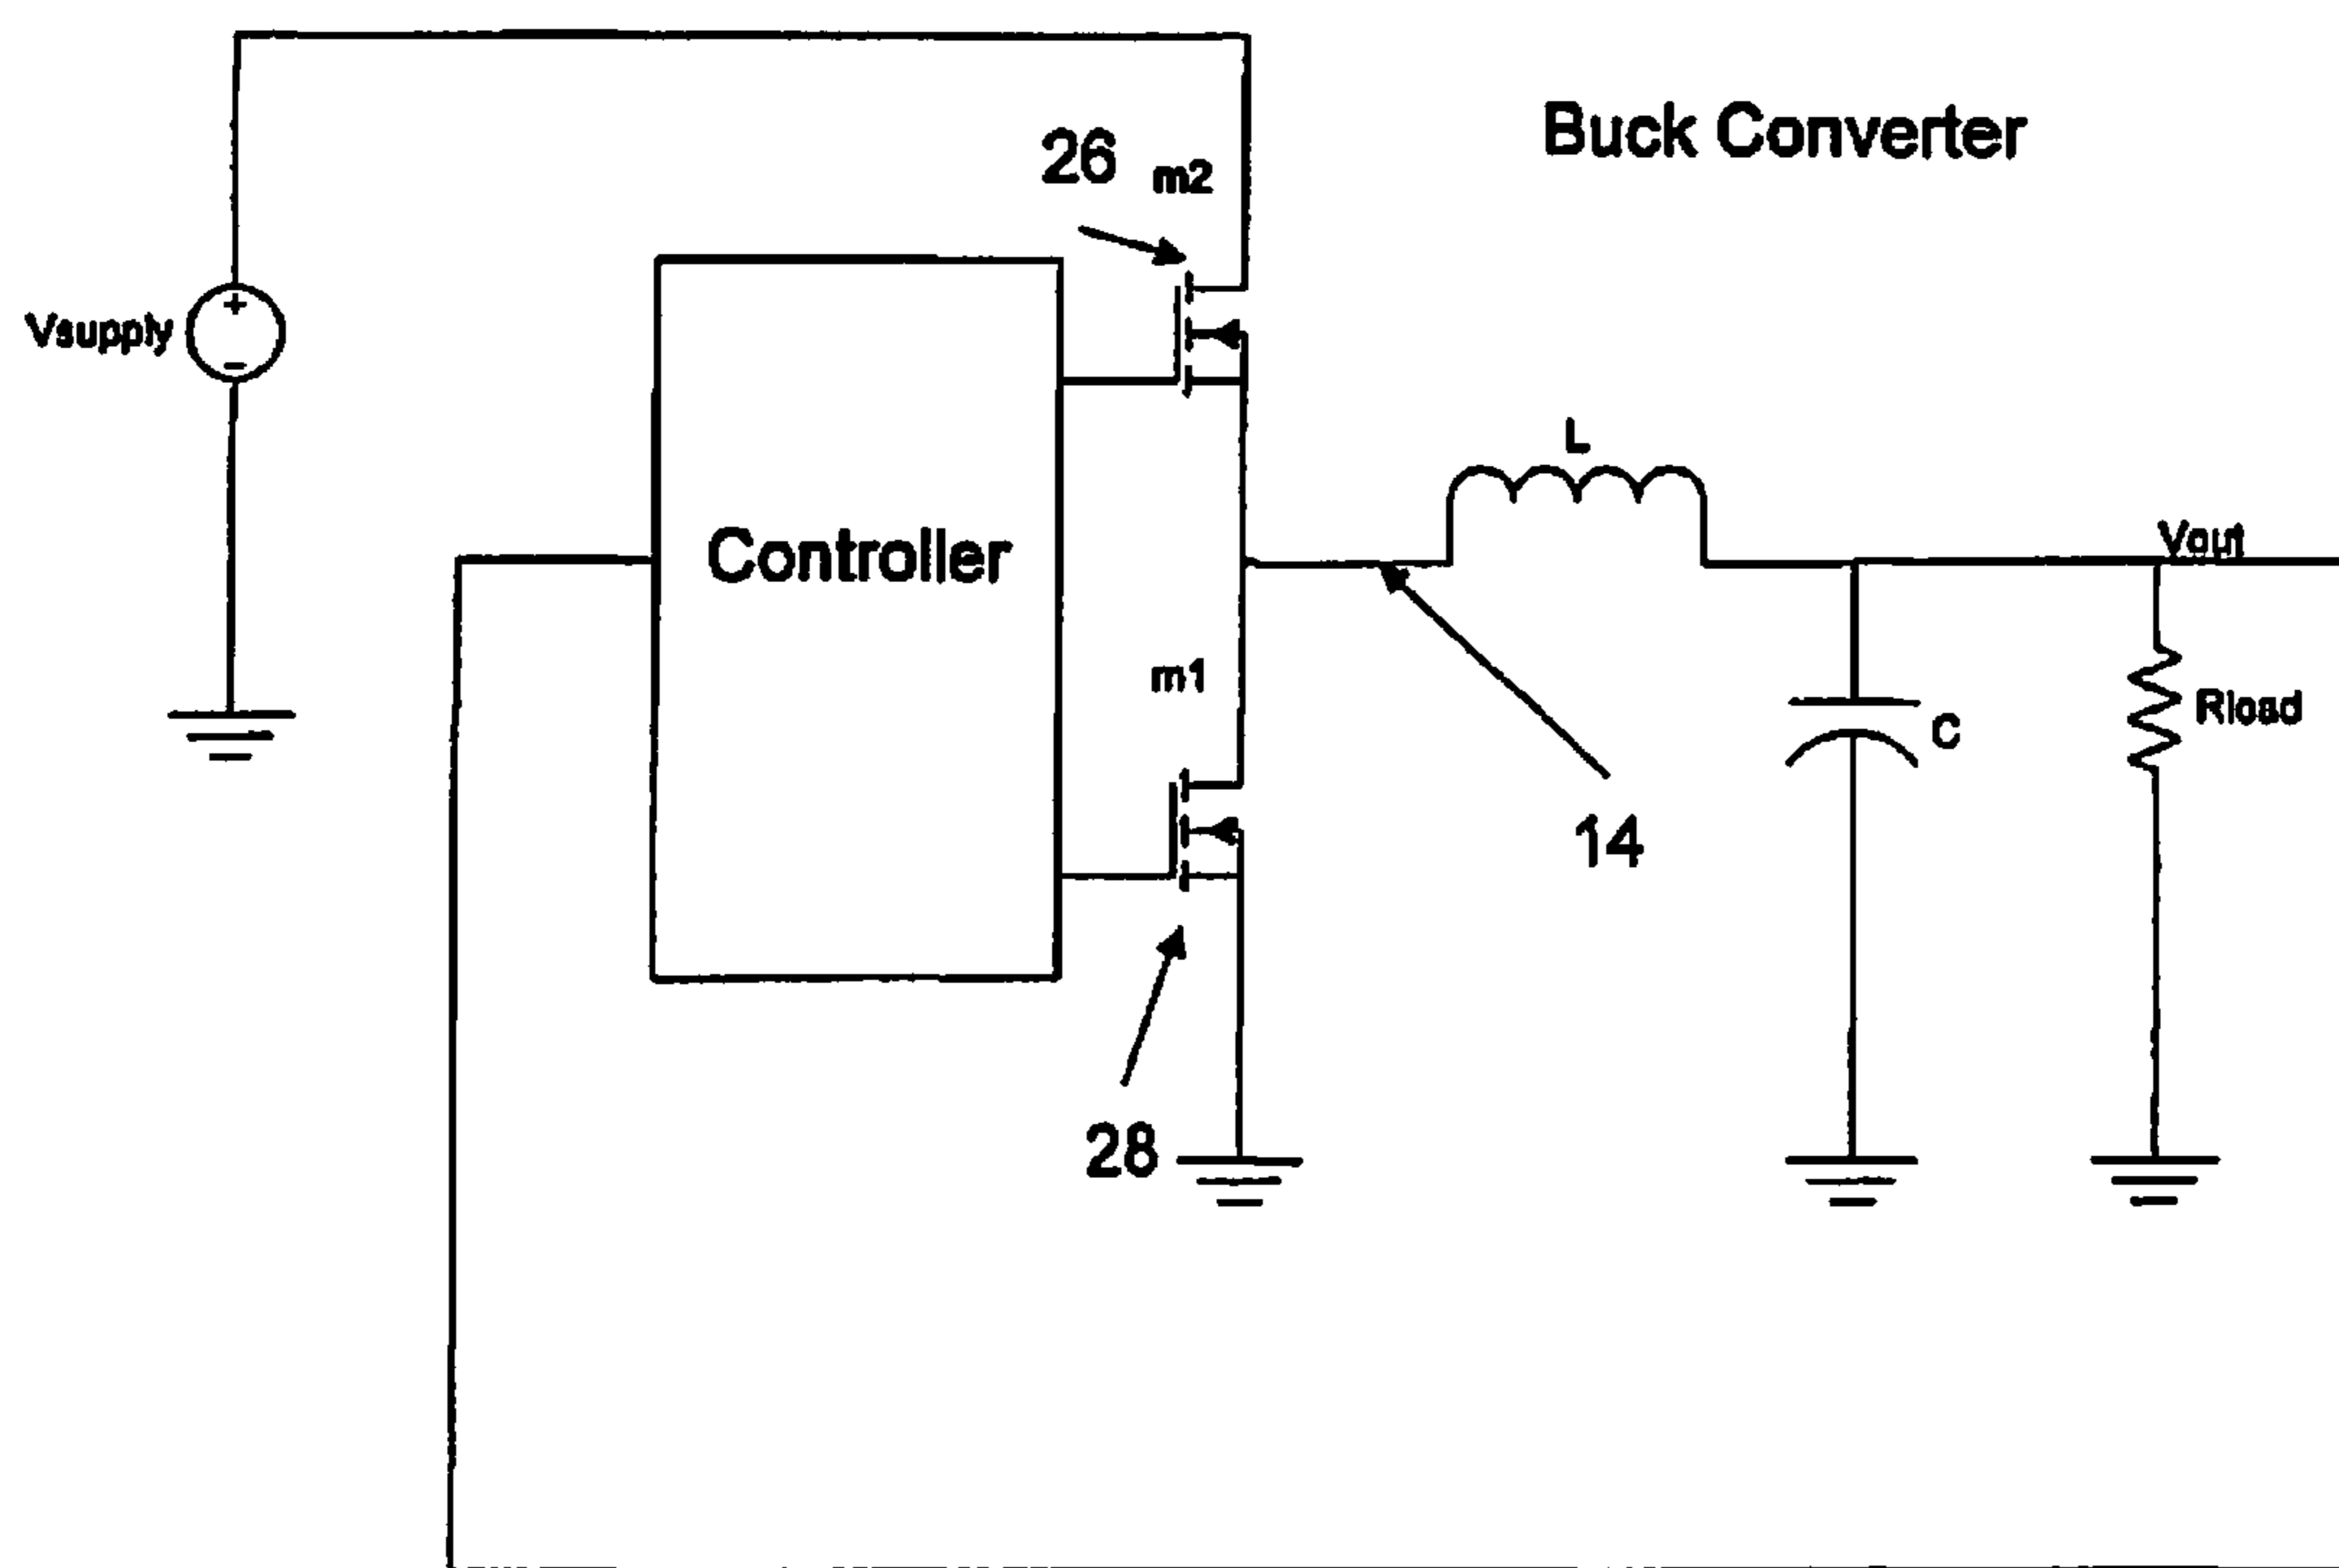 Buck Converter
26
m2
Vsupply
L
Controller
Vout
m1
Rload
C
14
28